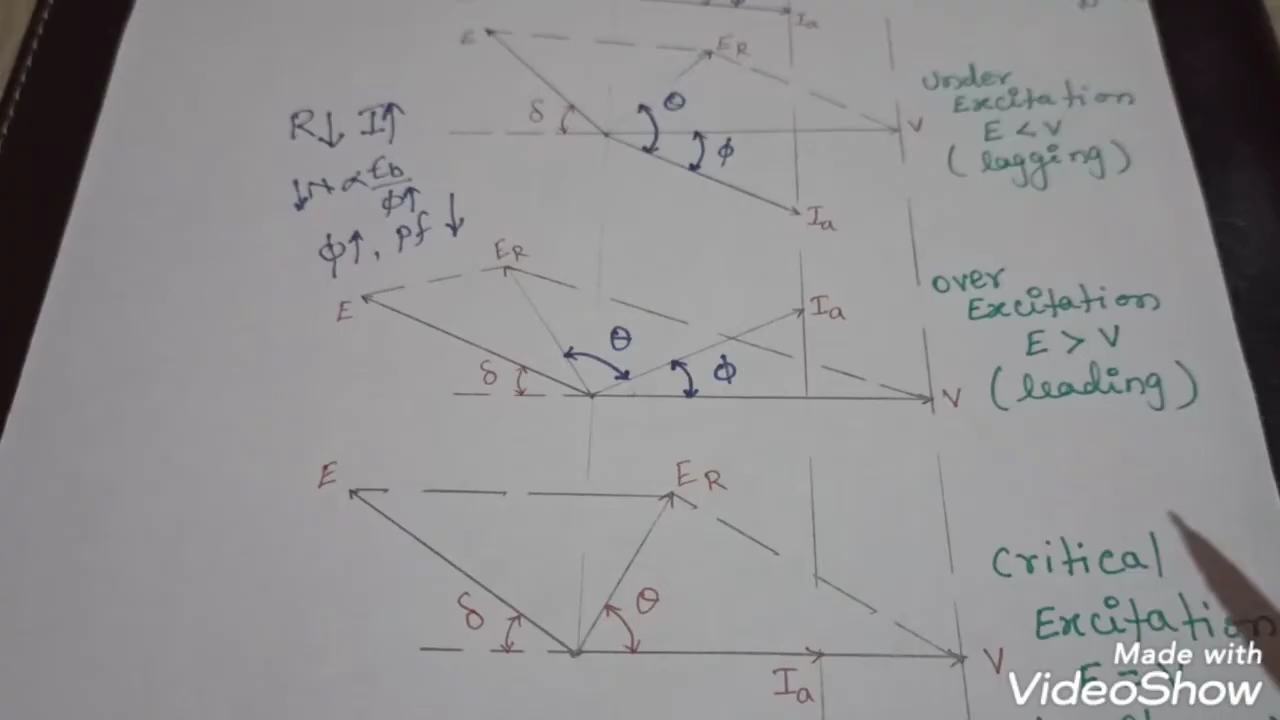 Ia
E
ER
δ
θ
ϕ
V
Ia
Under
Excitation
E < V
(lagging)
R↓ I↑
↓N ∝ Eb
ϕ↑
ϕ↑, pf ↓
ER
E
Ia
θ
δ
ϕ
V
over
Excitation
E > V
(leading)
E
ER
δ
θ
Ia
V
Critical
Excitation
Made with
VideoShow